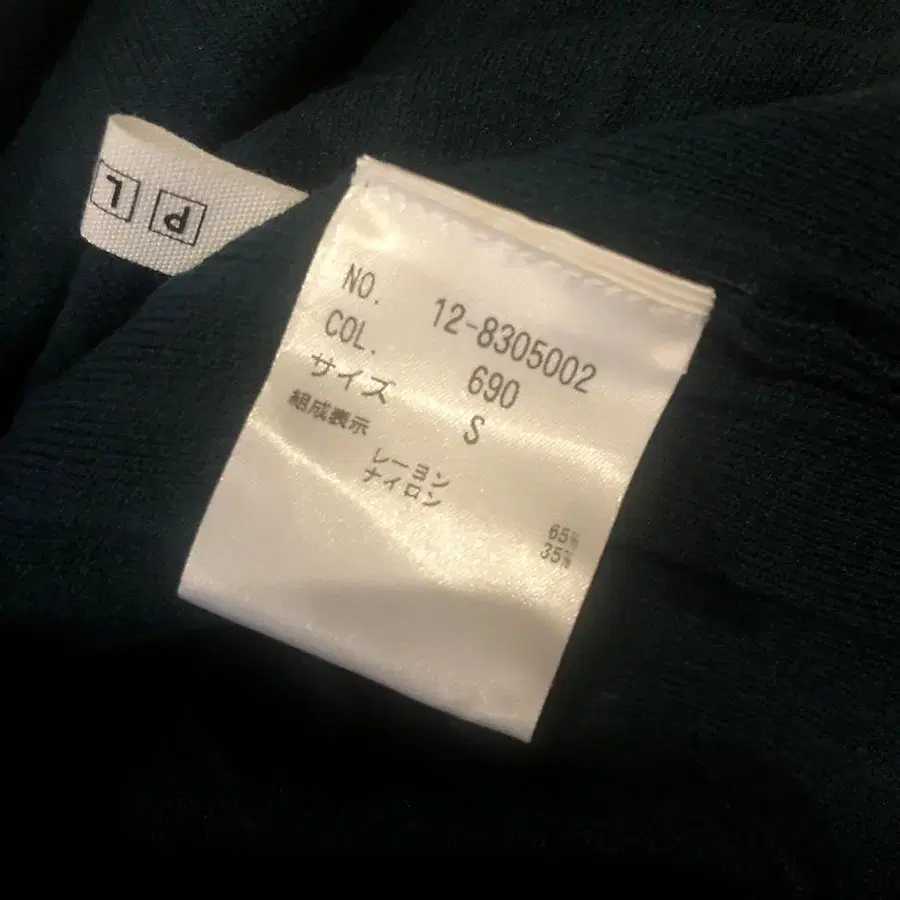 NO. 12-8305002
COL. 690
サイズ S
組成表示
レーヨン 65%
ナイロン 35%
P
L